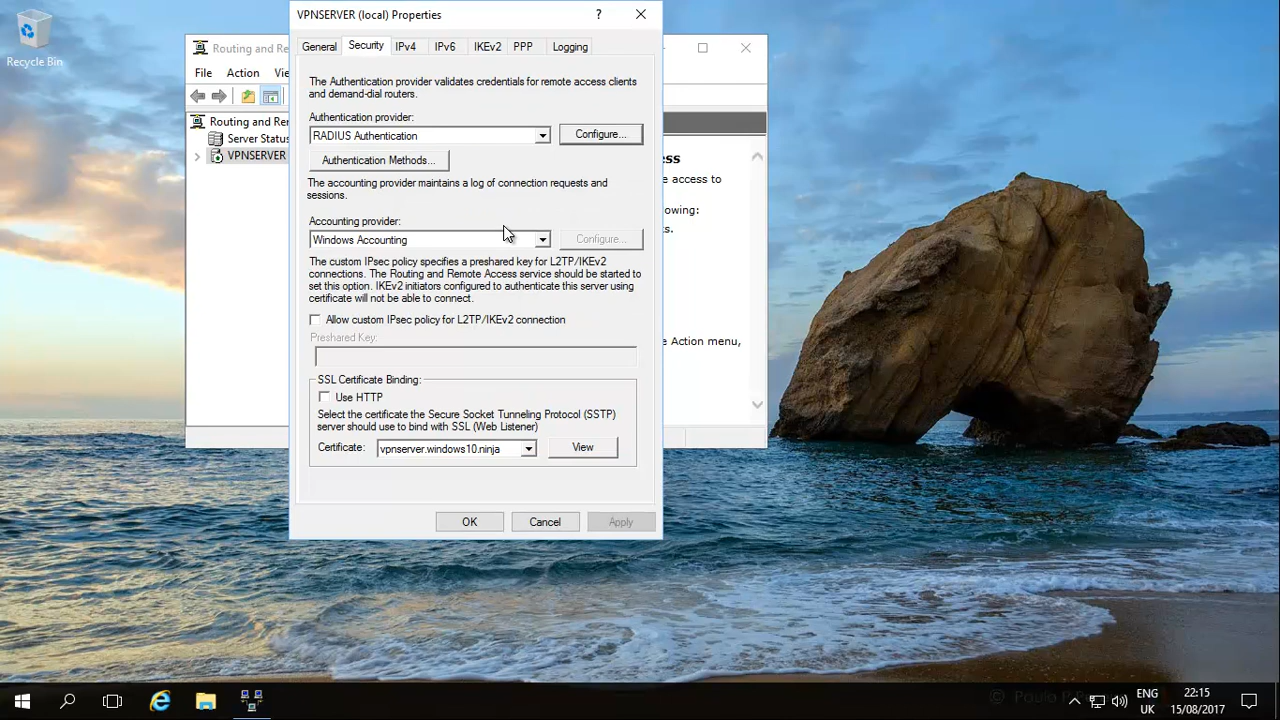 Recycle Bin
VPNSERVER (local) Properties
?
Routing and Re
File
Action
Vi
Routing and Re
Server Statu
VPNSERVER
General
Security
IPv4
IPv6
IKEv2
PPP
Logging
The Authentication provider validates credentials for remote access clients
and demand-dial routers.
Authentication provider:
RADIUS Authentication
Configure...
Authentication Methods...
The accounting provider maintains a log of connection requests and
sessions.
Accounting provider:
Windows Accounting
Configure...
The custom IPsec policy specifies a preshared key for L2TP/IKEv2
connections. The Routing and Remote Access service should be started to
set this option. IKEv2 initiators configured to authenticate this server using
certificate will not be able to connect.
Allow custom IPsec policy for L2TP/IKEv2 connection
Preshared Key:
SSL Certificate Binding:
Use HTTP
Select the certificate the Secure Socket Tunneling Protocol (SSTP)
server should use to bind with SSL (Web Listener)
Certificate:
vpnserver.windows10.ninja
View
OK
Cancel
Apply
ss
e access to
owing:
s.
e Action menu,
ENG
UK
22:15
15/08/2017